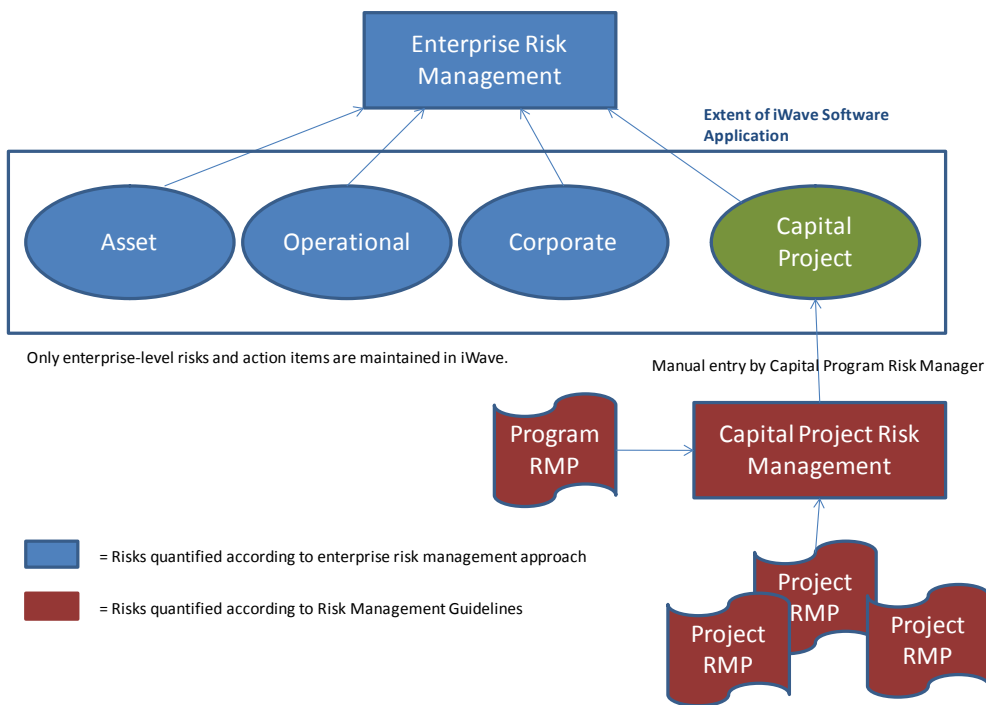 Enterprise Risk
Management
Extent of iWave Software
Application
Asset
Operational
Corporate
Capital
Project
Only enterprise-level risks and action items are maintained in iWave.
Manual entry by Capital Program Risk Manager
Program
RMP
Capital Project Risk
Management
= Risks quantified according to enterprise risk management approach
= Risks quantified according to Risk Management Guidelines
Project
RMP
Project
RMP
Project
RMP